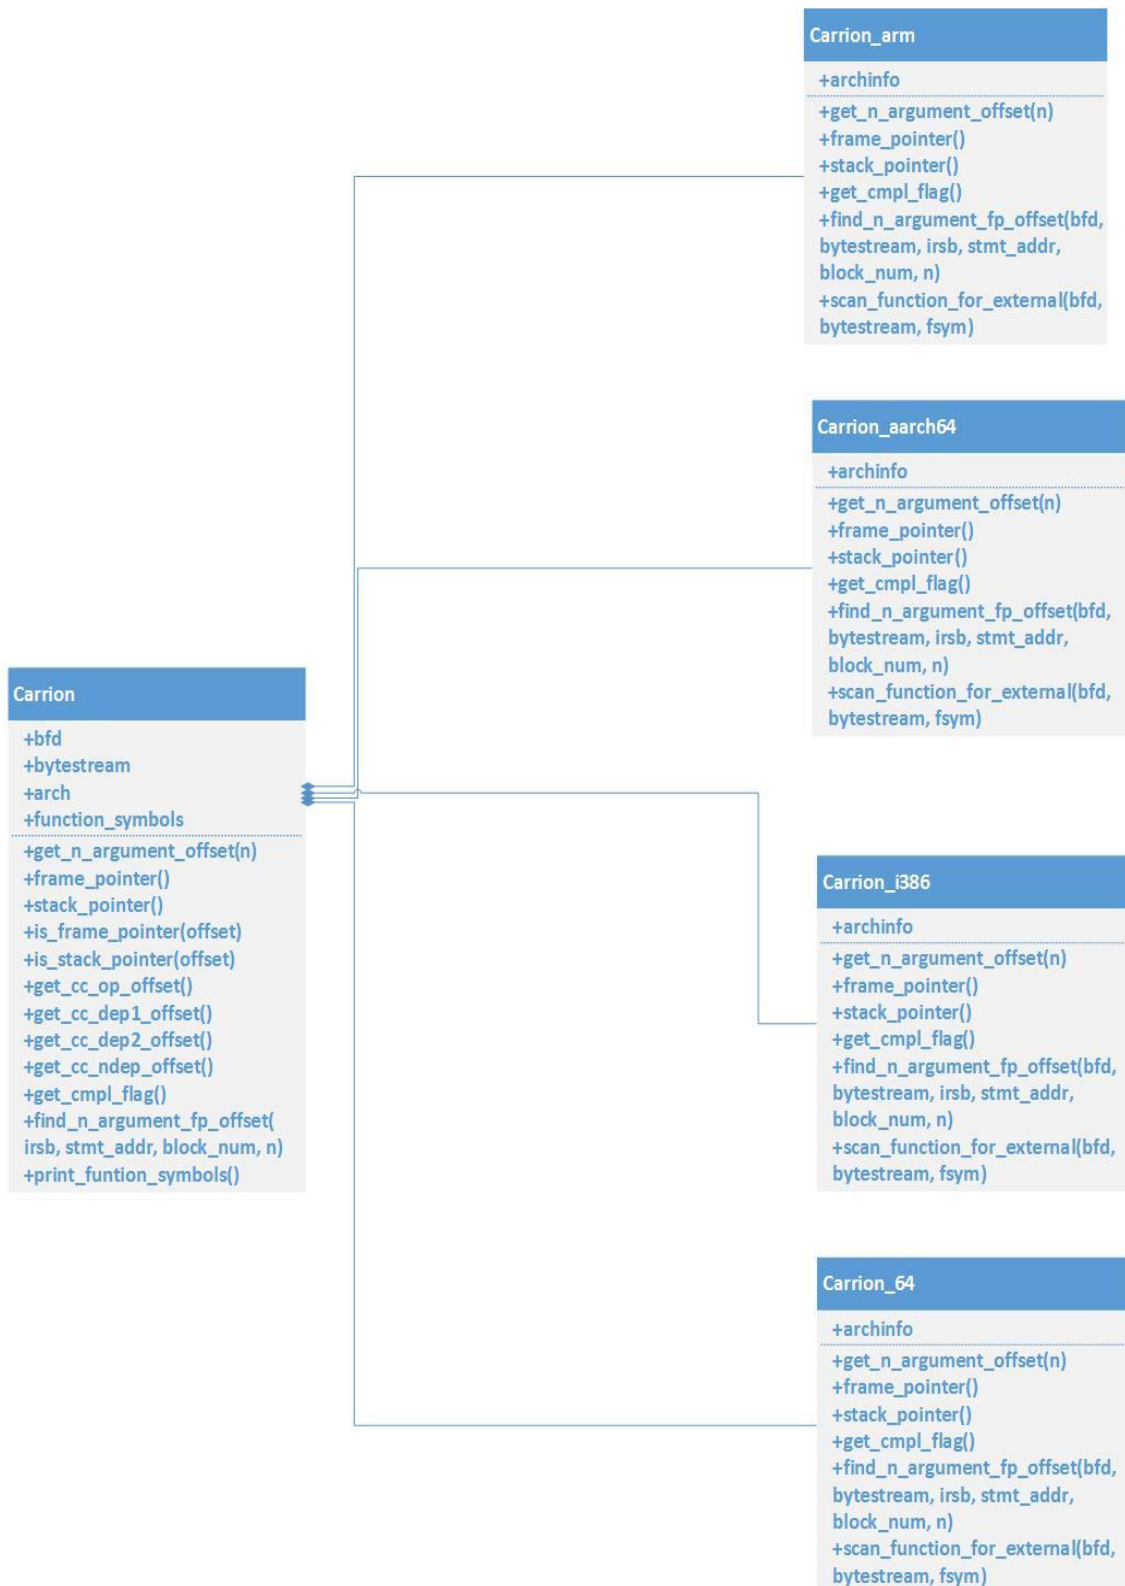 Carrion_arm
+archinfo
+get_n_argument_offset(n)
+frame_pointer()
+stack_pointer()
+get_cmpl_flag()
+find_n_argument_fp_offset(bfd,
bytestream, irsb, stmt_addr,
block_num, n)
+scan_function_for_external(bfd,
bytestream, fsym)
Carrion_aarch64
+archinfo
+get_n_argument_offset(n)
+frame_pointer()
+stack_pointer()
+get_cmpl_flag()
+find_n_argument_fp_offset(bfd,
bytestream, irsb, stmt_addr,
block_num, n)
+scan_function_for_external(bfd,
bytestream, fsym)
Carrion
+bfd
+bytestream
+arch
+function_symbols
+get_n_argument_offset(n)
+frame_pointer()
+stack_pointer()
+is_frame_pointer(offset)
+is_stack_pointer(offset)
+get_cc_op_offset()
+get_cc_dep1_offset()
+get_cc_dep2_offset()
+get_cc_ndep_offset()
+get_cmpl_flag()
+find_n_argument_fp_offset(
irsb, stmt_addr, block_num, n)
+print_funtion_symbols()
Carrion_i386
+archinfo
+get_n_argument_offset(n)
+frame_pointer()
+stack_pointer()
+get_cmpl_flag()
+find_n_argument_fp_offset(bfd,
bytestream, irsb, stmt_addr,
block_num, n)
+scan_function_for_external(bfd,
bytestream, fsym)
Carrion_64
+archinfo
+get_n_argument_offset(n)
+frame_pointer()
+stack_pointer()
+get_cmpl_flag()
+find_n_argument_fp_offset(bfd,
bytestream, irsb, stmt_addr,
block_num, n)
+scan_function_for_external(bfd,
bytestream, fsym)